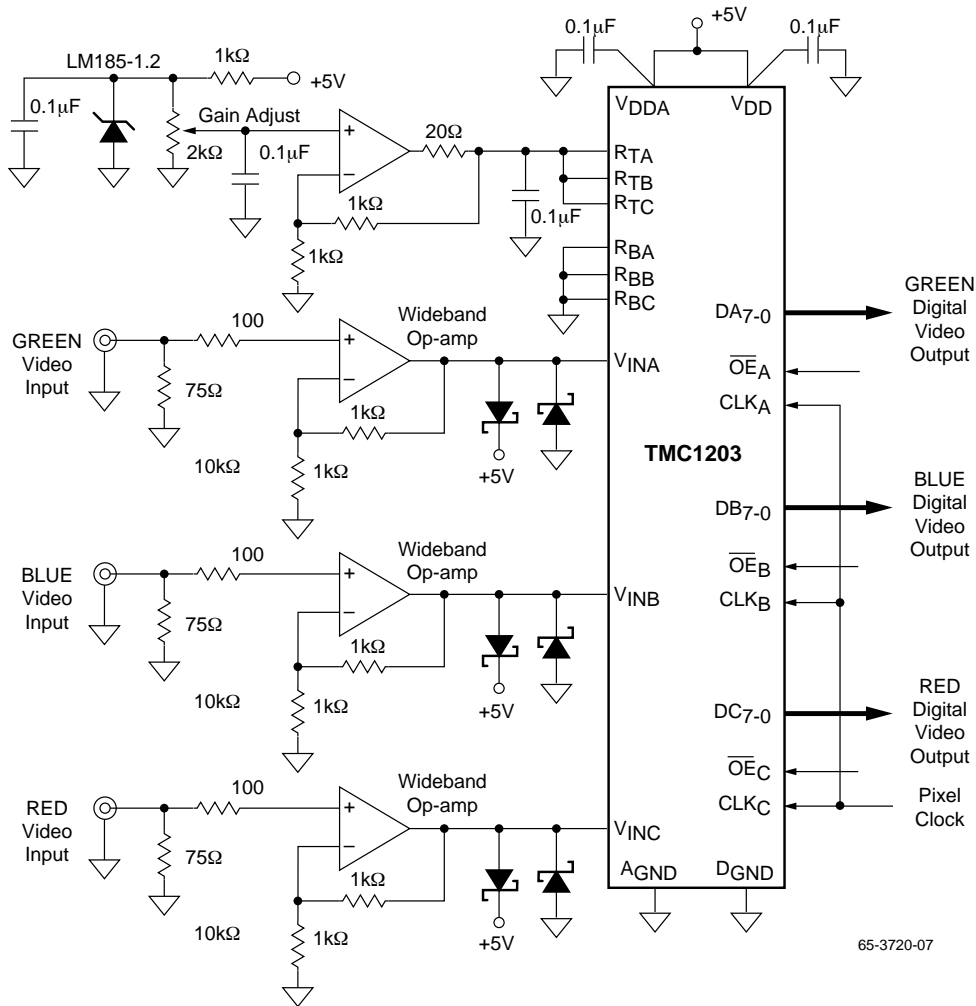 +5V
0.1µF
0.1µF
LM185-1.2
1kΩ
+5V
0.1µF
Gain Adjust
2kΩ
0.1µF
+
−
20Ω
1kΩ
1kΩ
0.1µF
VDDA
VDD
RTA
RTB
RTC
RBA
RBB
RBC
GREEN
Video
Input
100
75Ω
10kΩ
+
−
Wideband
Op-amp
1kΩ
1kΩ
+5V
VINA
DA7-0
GREEN
Digital
Video
Output
OEA
CLKA
TMC1203
BLUE
Video
Input
100
75Ω
10kΩ
+
−
Wideband
Op-amp
1kΩ
1kΩ
+5V
VINB
DB7-0
BLUE
Digital
Video
Output
OEB
CLKB
RED
Video
Input
100
75Ω
10kΩ
+
−
Wideband
Op-amp
1kΩ
1kΩ
+5V
VINC
DC7-0
RED
Digital
Video
Output
OEC
CLKC
Pixel
Clock
AGND
DGND
65-3720-07